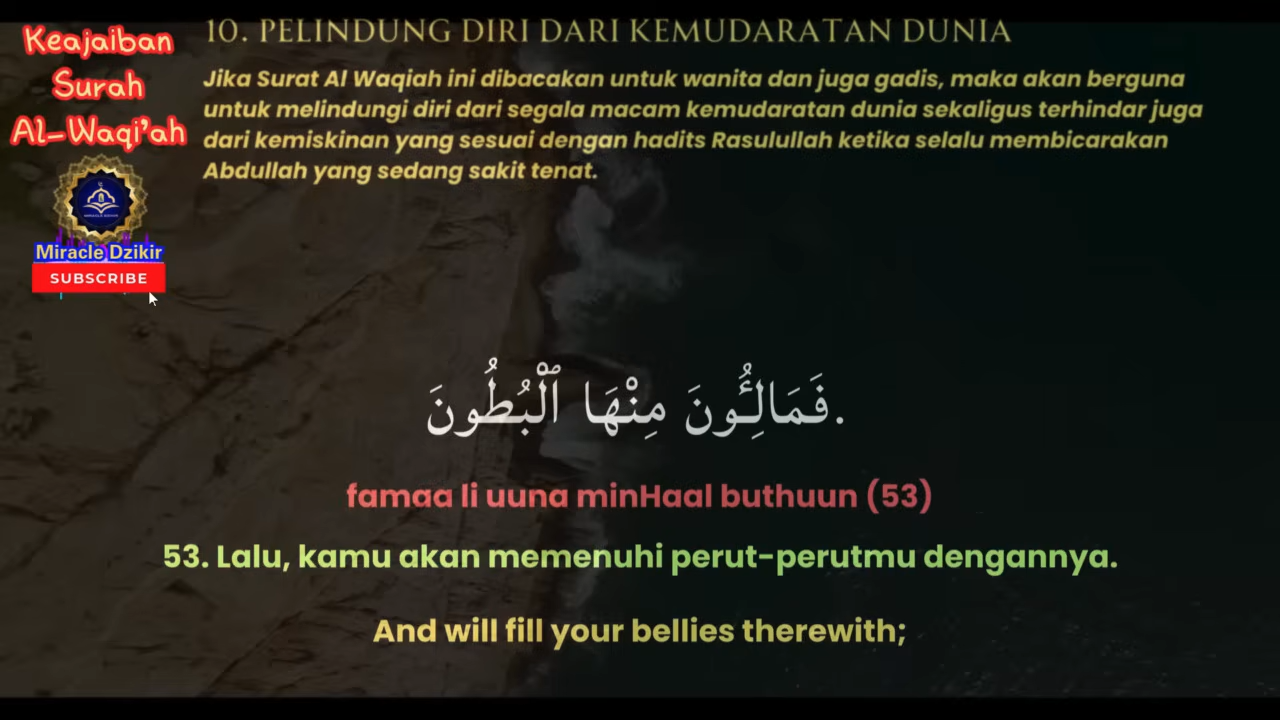 Keajaiban
Surah
Al-Waqi'ah
Miracle Dzikir
SUBSCRIBE
10. PELINDUNG DIRI DARI KEMUDARATAN DUNIA
Jika Surat Al Waqiah ini dibacakan untuk wanita dan juga gadis, maka akan berguna
untuk melindungi diri dari segala macam kemudaratan dunia sekaligus terhindar juga
dari kemiskinan yang sesuai dengan hadits Rasulullah ketika selalu membicarakan
Abdullah yang sedang sakit tenat.
فَمَالِـُٔونَ مِنْهَا ٱلْبُطُونَ.
famaa li uuna minHaal buthuun (53)
53. Lalu, kamu akan memenuhi perut-perutmu dengannya.
And will fill your bellies therewith;